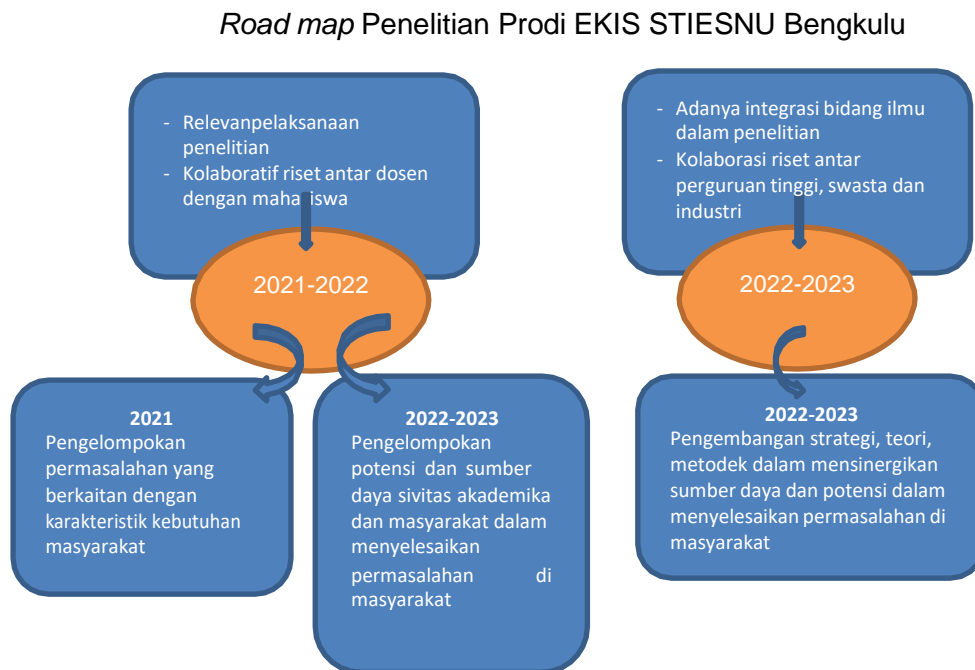 Road map Penelitian Prodi EKIS STIESNU Bengkulu
- Relevanpelaksanaan
penelitian
- Kolaboratif riset antar dosen
dengan mahasiswa
2021-2022
2021
Pengelompokan
permasalahan yang
berkaitan dengan
karakteristik kebutuhan
masyarakat
2022-2023
Pengelompokan
potensi dan sumber
daya sivitas akademika
dan masyarakat dalam
menyelesaikan
permasalahan di
masyarakat
- Adanya integrasi bidang ilmu
dalam penelitian
- Kolaborasi riset antar
perguruan tinggi, swasta dan
industri
2022-2023
2022-2023
Pengembangan strategi, teori,
metodek dalam mensinergikan
sumber daya dan potensi dalam
menyelesaikan permasalahan di
masyarakat